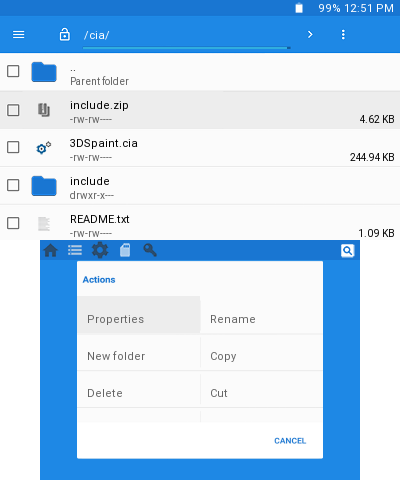 99% 12:51 PM
/cia/
..
Parent folder
include.zip
-rw-rw----
4.62 KB
3DSpaint.cia
-rw-rw----
244.94 KB
include
drwxr-x---
README.txt
-rw-rw----
1.09 KB
Actions
Properties
Rename
New folder
Copy
Delete
Cut
CANCEL